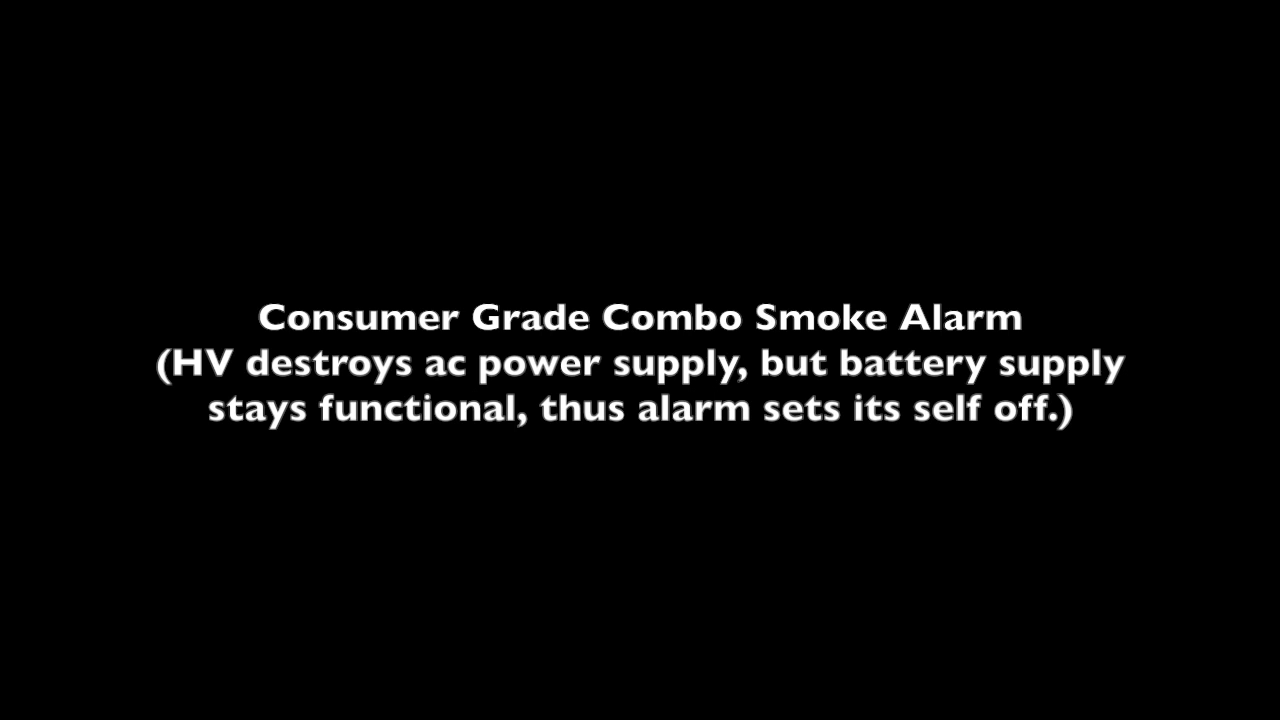 Consumer Grade Combo Smoke Alarm
(HV destroys ac power supply, but battery supply
stays functional, thus alarm sets its self off.)